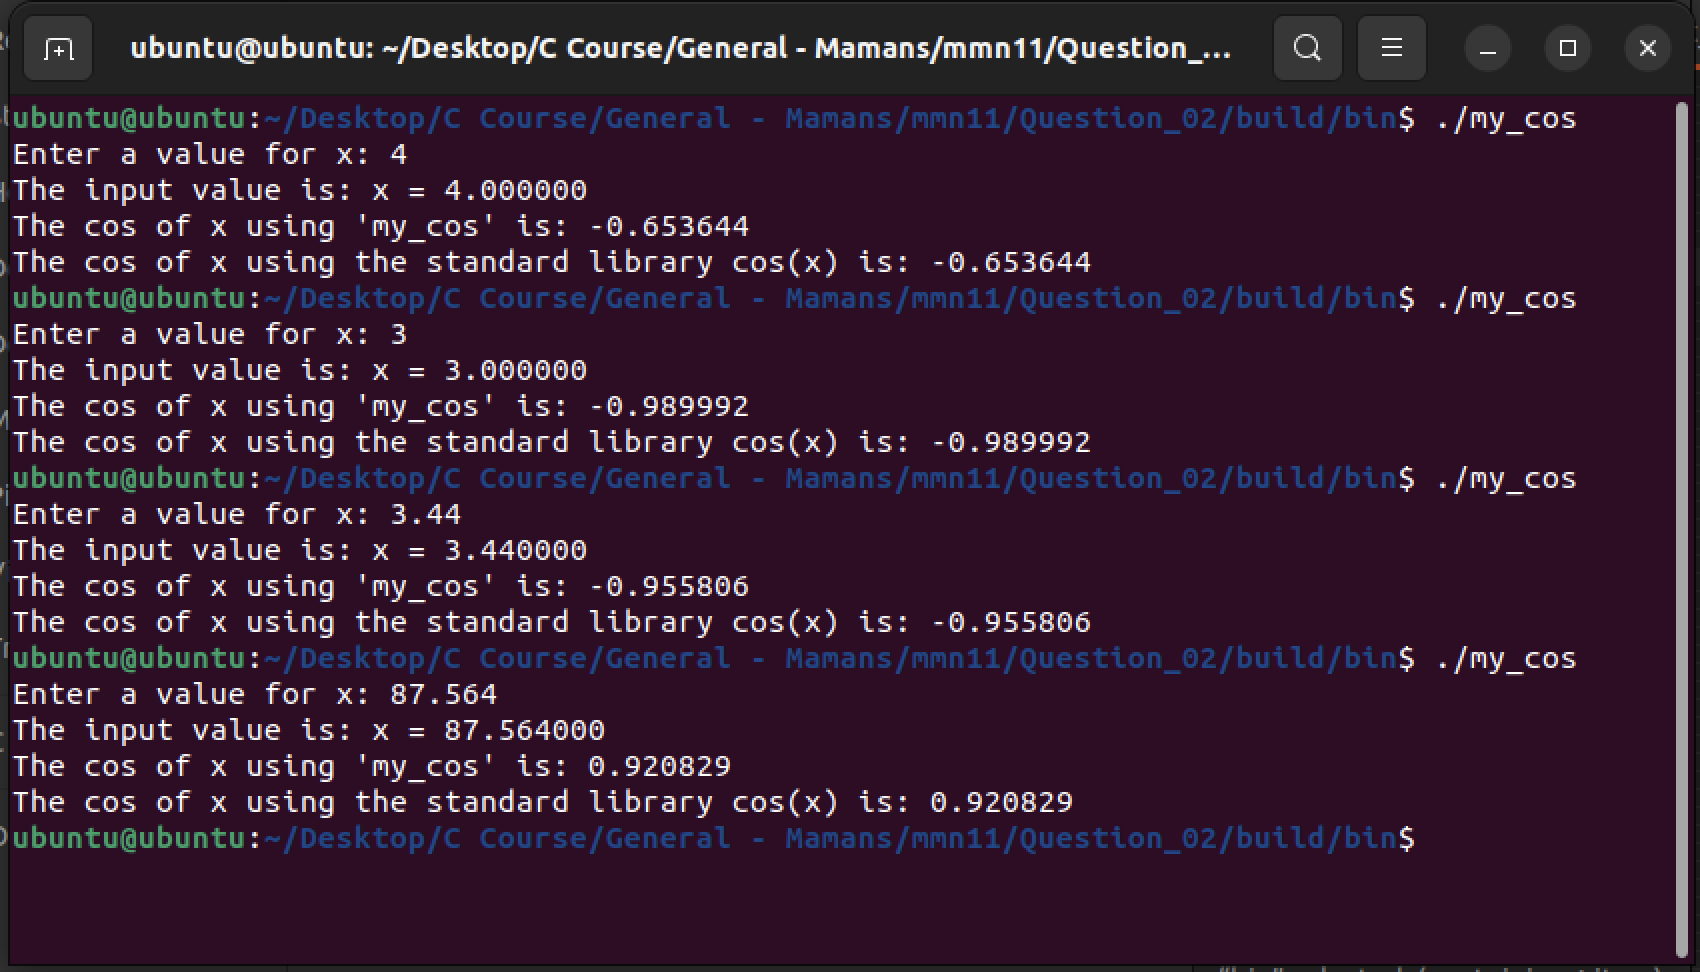 ubuntu@ubuntu: ~/Desktop/C Course/General - Mamans/mmn11/Question_...
ubuntu@ubuntu:~/Desktop/C Course/General - Mamans/mmn11/Question_02/build/bin$ ./my_cos
Enter a value for x: 4
The input value is: x = 4.000000
The cos of x using 'my_cos' is: -0.653644
The cos of x using the standard library cos(x) is: -0.653644
ubuntu@ubuntu:~/Desktop/C Course/General - Mamans/mmn11/Question_02/build/bin$ ./my_cos
Enter a value for x: 3
The input value is: x = 3.000000
The cos of x using 'my_cos' is: -0.989992
The cos of x using the standard library cos(x) is: -0.989992
ubuntu@ubuntu:~/Desktop/C Course/General - Mamans/mmn11/Question_02/build/bin$ ./my_cos
Enter a value for x: 3.44
The input value is: x = 3.440000
The cos of x using 'my_cos' is: -0.955806
The cos of x using the standard library cos(x) is: -0.955806
ubuntu@ubuntu:~/Desktop/C Course/General - Mamans/mmn11/Question_02/build/bin$ ./my_cos
Enter a value for x: 87.564
The input value is: x = 87.564000
The cos of x using 'my_cos' is: 0.920829
The cos of x using the standard library cos(x) is: 0.920829
ubuntu@ubuntu:~/Desktop/C Course/General - Mamans/mmn11/Question_02/build/bin$